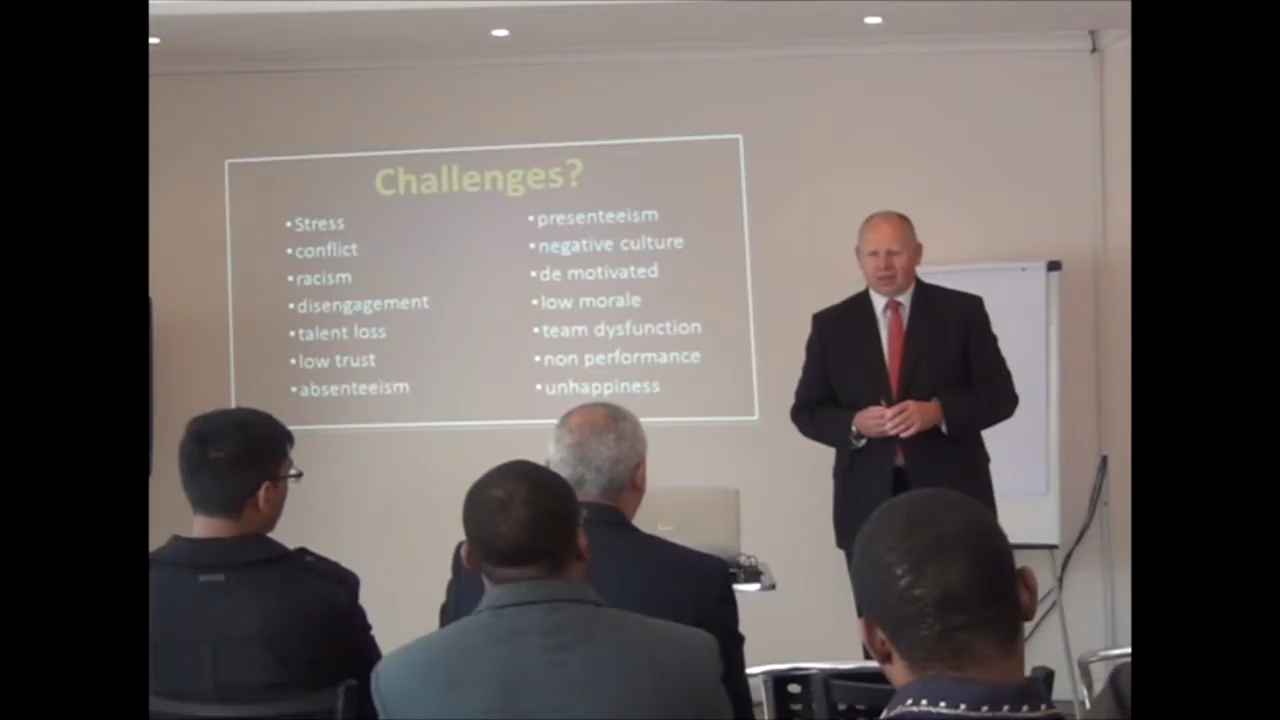 Challenges?
•Stress
•conflict
•racism
•disengagement
•talent loss
•low trust
•absenteeism
•presenteeism
•negative culture
•de motivated
•low morale
•team dysfunction
•non performance
•unhappiness